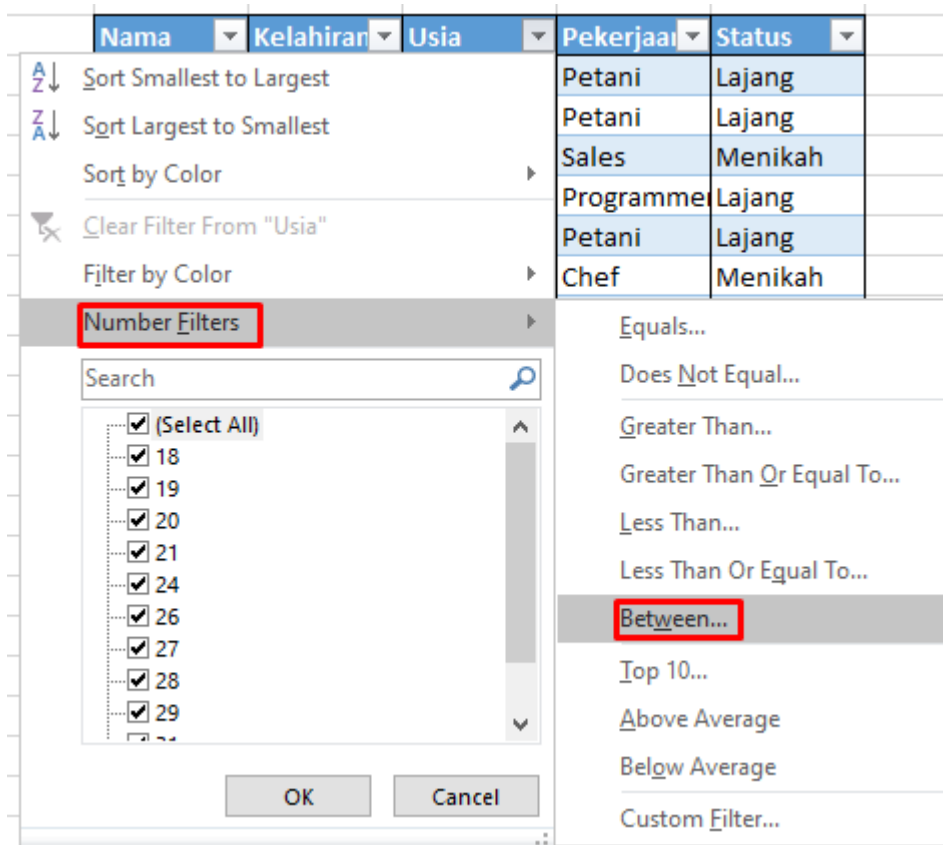 Nama Kelahiran Usia Pekerjaan Status
Sort Smallest to Largest
Petani Lajang
Sort Largest to Smallest
Petani Lajang
Sort by Color
Sales Menikah
Programmer Lajang
Clear Filter From "Usia"
Petani Lajang
Filter by Color
Chef Menikah
Number Filters
Search
(Select All)
18
19
20
21
24
26
27
28
29
OK Cancel
Equals...
Does Not Equal...
Greater Than...
Greater Than Or Equal To...
Less Than...
Less Than Or Equal To...
Between...
Top 10...
Above Average
Below Average
Custom Filter...